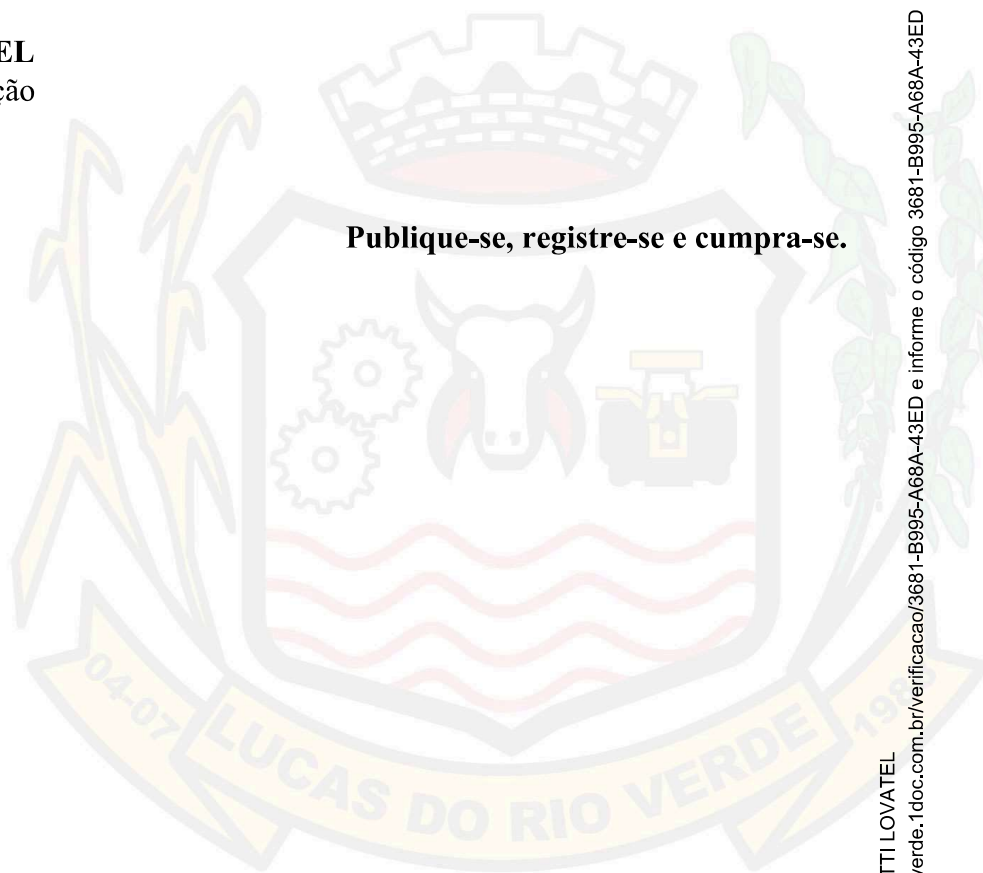 EL
ção
Publique-se, registre-se e cumpra-se.
04-07
LUCAS DO RIO VERDE
1988
TTI LOVATEL
verde.1doc.com.br/verificacao/3681-B995-A68A-43ED e informe o código 3681-B995-A68A-43ED